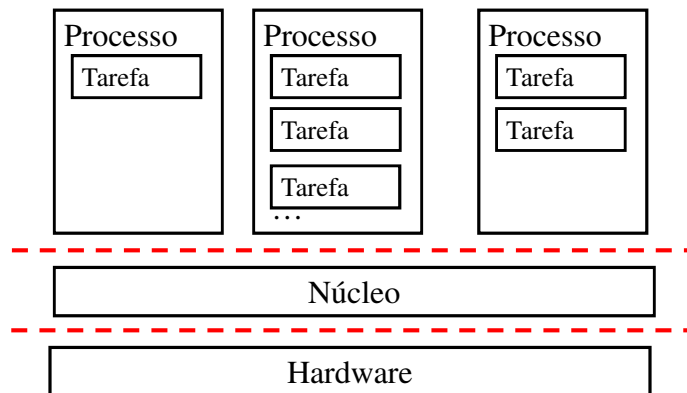 Processo
Tarefa
Processo
Tarefa
Tarefa
Tarefa
...
Processo
Tarefa
Tarefa
Núcleo
Hardware